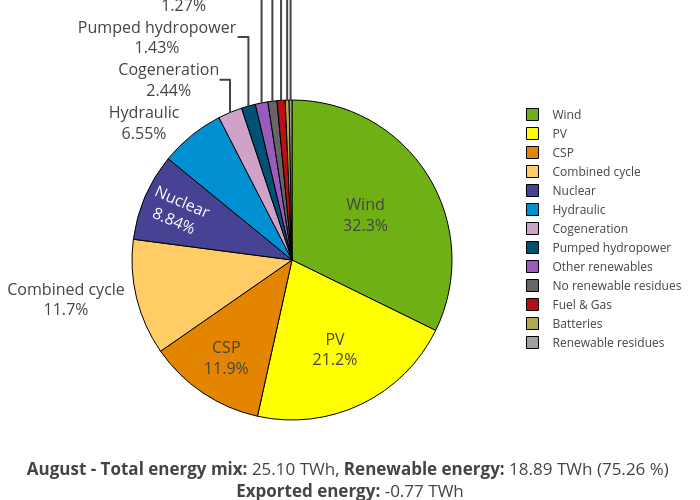 1.27%
Pumped hydropower
1.43%
Cogeneration
2.44%
Hydraulic
6.55%
Nuclear
8.84%
Combined cycle
11.7%
CSP
11.9%
PV
21.2%
Wind
32.3%
Wind
PV
CSP
Combined cycle
Nuclear
Hydraulic
Cogeneration
Pumped hydropower
Other renewables
No renewable residues
Fuel & Gas
Batteries
Renewable residues
August - Total energy mix: 25.10 TWh, Renewable energy: 18.89 TWh (75.26 %)
Exported energy: -0.77 TWh